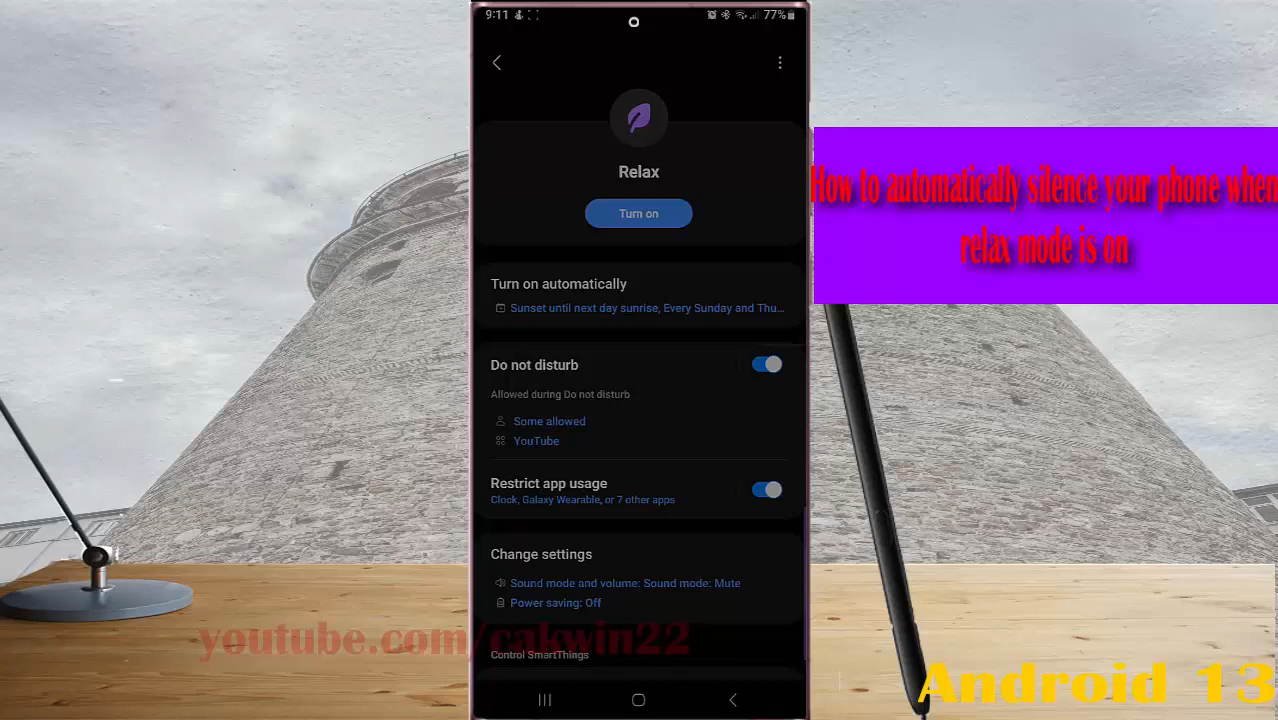 9:11
77%
Relax
Turn on
Turn on automatically
Sunset until next day sunrise, Every Sunday and Thu...
Do not disturb
Allowed during Do not disturb
Some allowed
YouTube
Restrict app usage
Clock, Galaxy Wearable, or 7 other apps
Change settings
Sound mode and volume: Sound mode: Mute
Power saving: Off
Control SmartThings
How to automatically silence your phone when
relax mode is on
youtube.com/cakwin22
Android 13